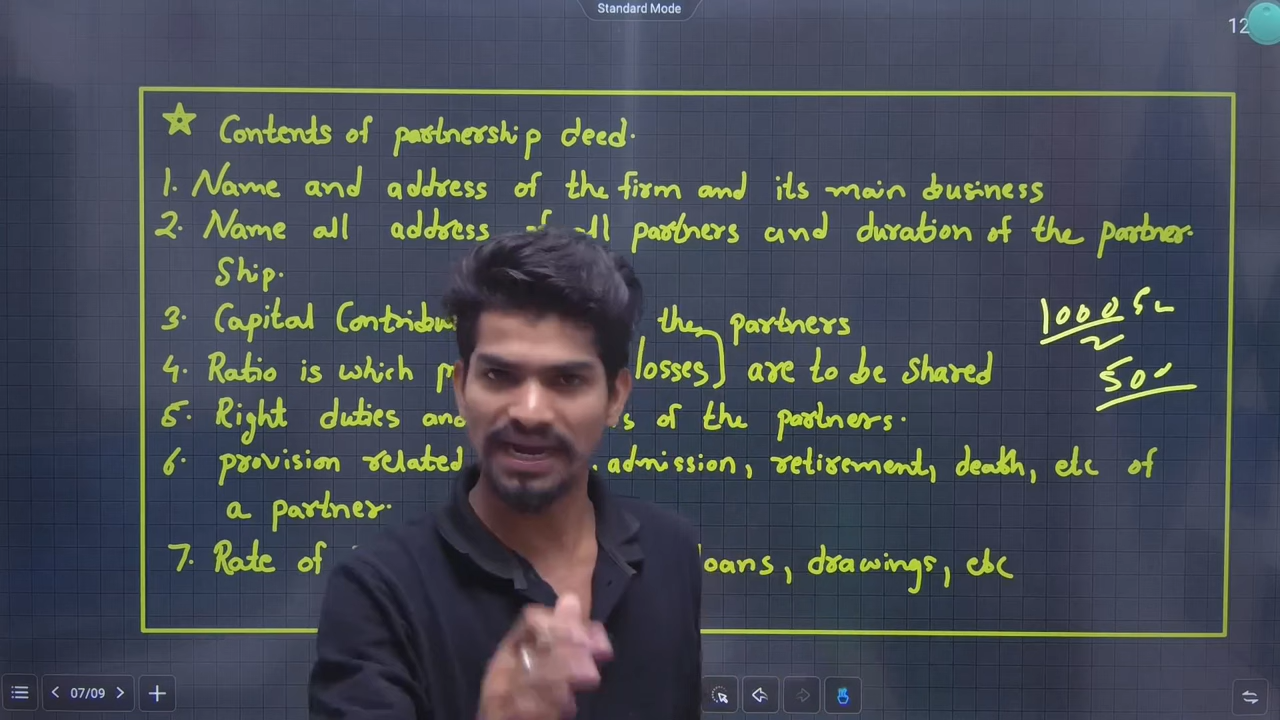 Standard Mode
12
Contents of partnership deed.
1. Name and address of the firm and its main business
2. Name all address of all partners and duration of the partner.
Ship.
3. Capital the partners
1000
4. Ratio is which losses] are to be shared
500
5. Right duties of the partners.
6. provision related admission, retirement, death, etc of
a partner.
7. Rate of loans, drawings, etc
07/09